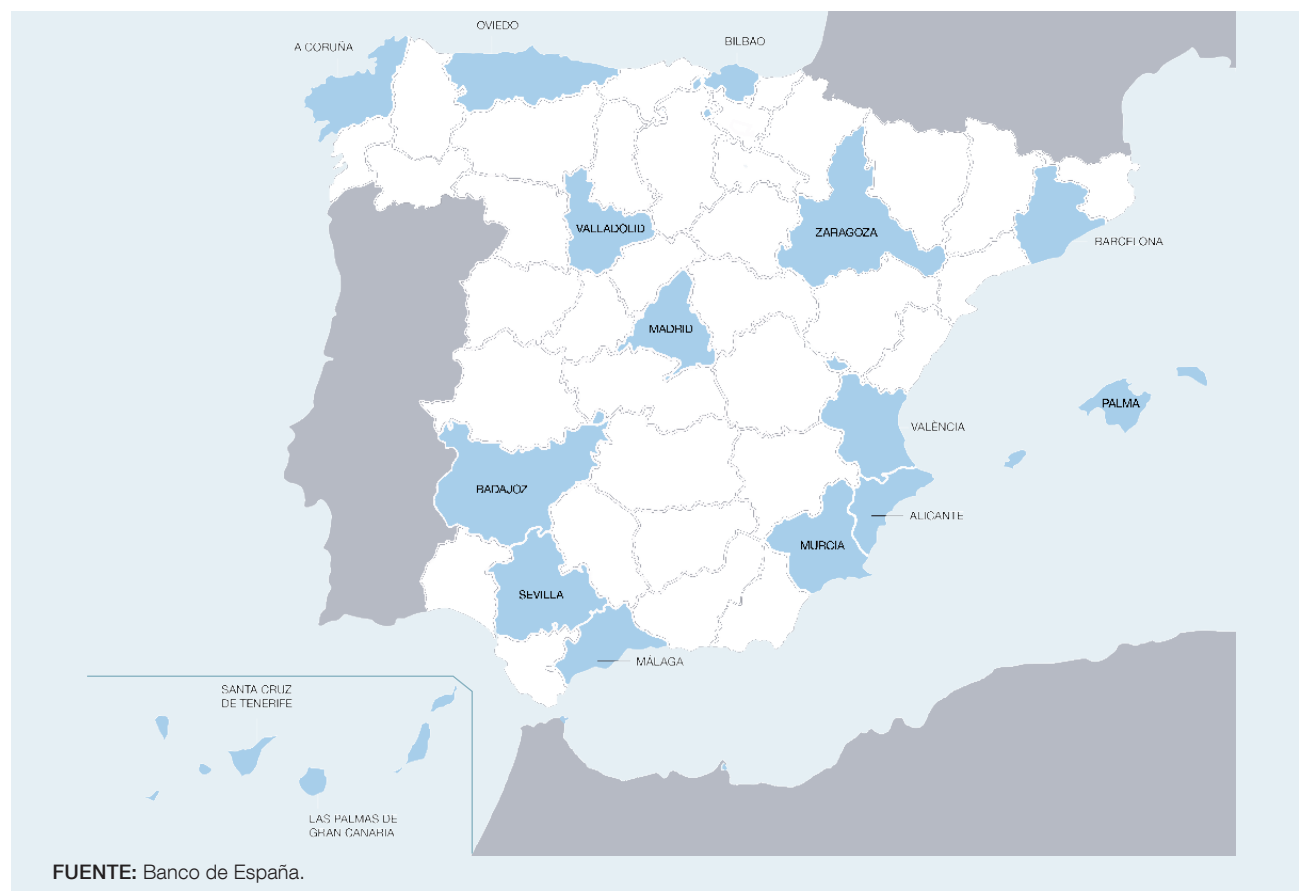 OVIEDO
A CORUÑA
BILBAO
VALLADOLID
ZARAGOZA
BARCELONA
MADRID
PALMA
VALÈNCIA
BADAJOZ
ALICANTE
MURCIA
SEVILLA
MÁLAGA
SANTA CRUZ
DE TENERIFE
LAS PALMAS DE
GRAN CANARIA
FUENTE: Banco de España.